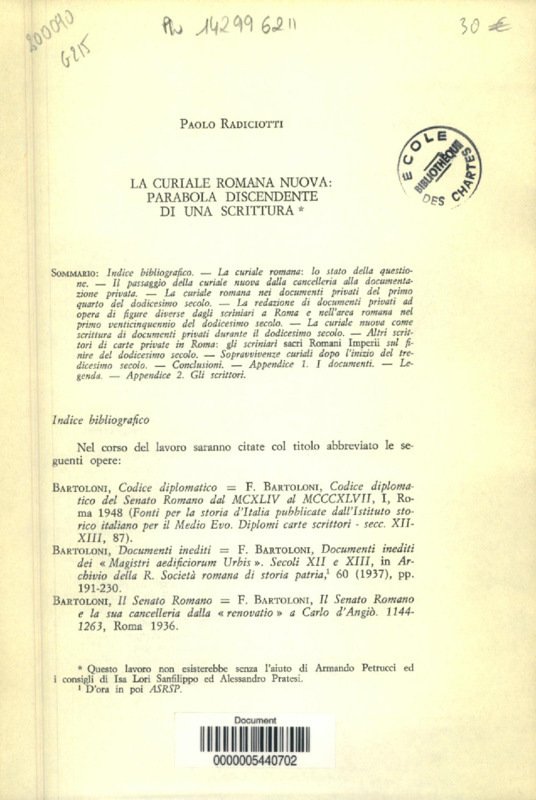 200090
G215
14299 6211
30 €
PAOLO RADICIOTTI
ÉCOLE
BIBLIOTHÈQUE
DES CHARTES
LA CURIALE ROMANA NUOVA:
PARABOLA DISCENDENTE
DI UNA SCRITTURA *
SOMMARIO: Indice bibliografico. — La curiale romana: lo stato della questio-
ne. — Il passaggio della curiale nuova dalla cancelleria alla documenta-
zione privata. — La curiale romana nei documenti privati del primo
quarto del dodicesimo secolo. — La redazione di documenti privati ad
opera di figure diverse dagli scriniari a Roma e nell'area romana nel
primo venticinquennio del dodicesimo secolo. — La curiale nuova come
scrittura di documenti privati durante il dodicesimo secolo. — Altri scrit-
tori di carte private in Roma: gli scriniari sacri Romani Imperii sul fi-
nire del dodicesimo secolo. — Sopravvivenze curiali dopo l'inizio del tre-
dicesimo secolo. — Conclusioni. — Appendice 1. I documenti. — Le-
genda. — Appendice 2. Gli scrittori.
Indice bibliografico
Nel corso del lavoro saranno citate col titolo abbreviato le se-
guenti opere:
BARTOLONI, Codice diplomatico = F. BARTOLONI, Codice diploma-
tico del Senato Romano dal MCXLIV al MCCCXLVII, I, Ro-
ma 1948 (Fonti per la storia d'Italia pubblicate dall'Istituto sto-
rico italiano per il Medio Evo. Diplomi carte scrittori - secc. XII-
XIII, 87).
BARTOLONI, Documenti inediti = F. BARTOLONI, Documenti inediti
dei « Magistri aedificiorum Urbis ». Secoli XII e XIII, in Ar-
chivio della R. Società romana di storia patria,¹ 60 (1937), pp.
191-230.
BARTOLONI, Il Senato Romano = F. BARTOLONI, Il Senato Romano
e la sua cancelleria dalla « renovatio » a Carlo d'Angiò. 1144-
1263, Roma 1936.
* Questo lavoro non esisterebbe senza l'aiuto di Armando Petrucci ed
i consigli di Isa Lori Sanfilippo ed Alessandro Pratesi.
¹ D'ora in poi ASRSP.
Document
0000005440702